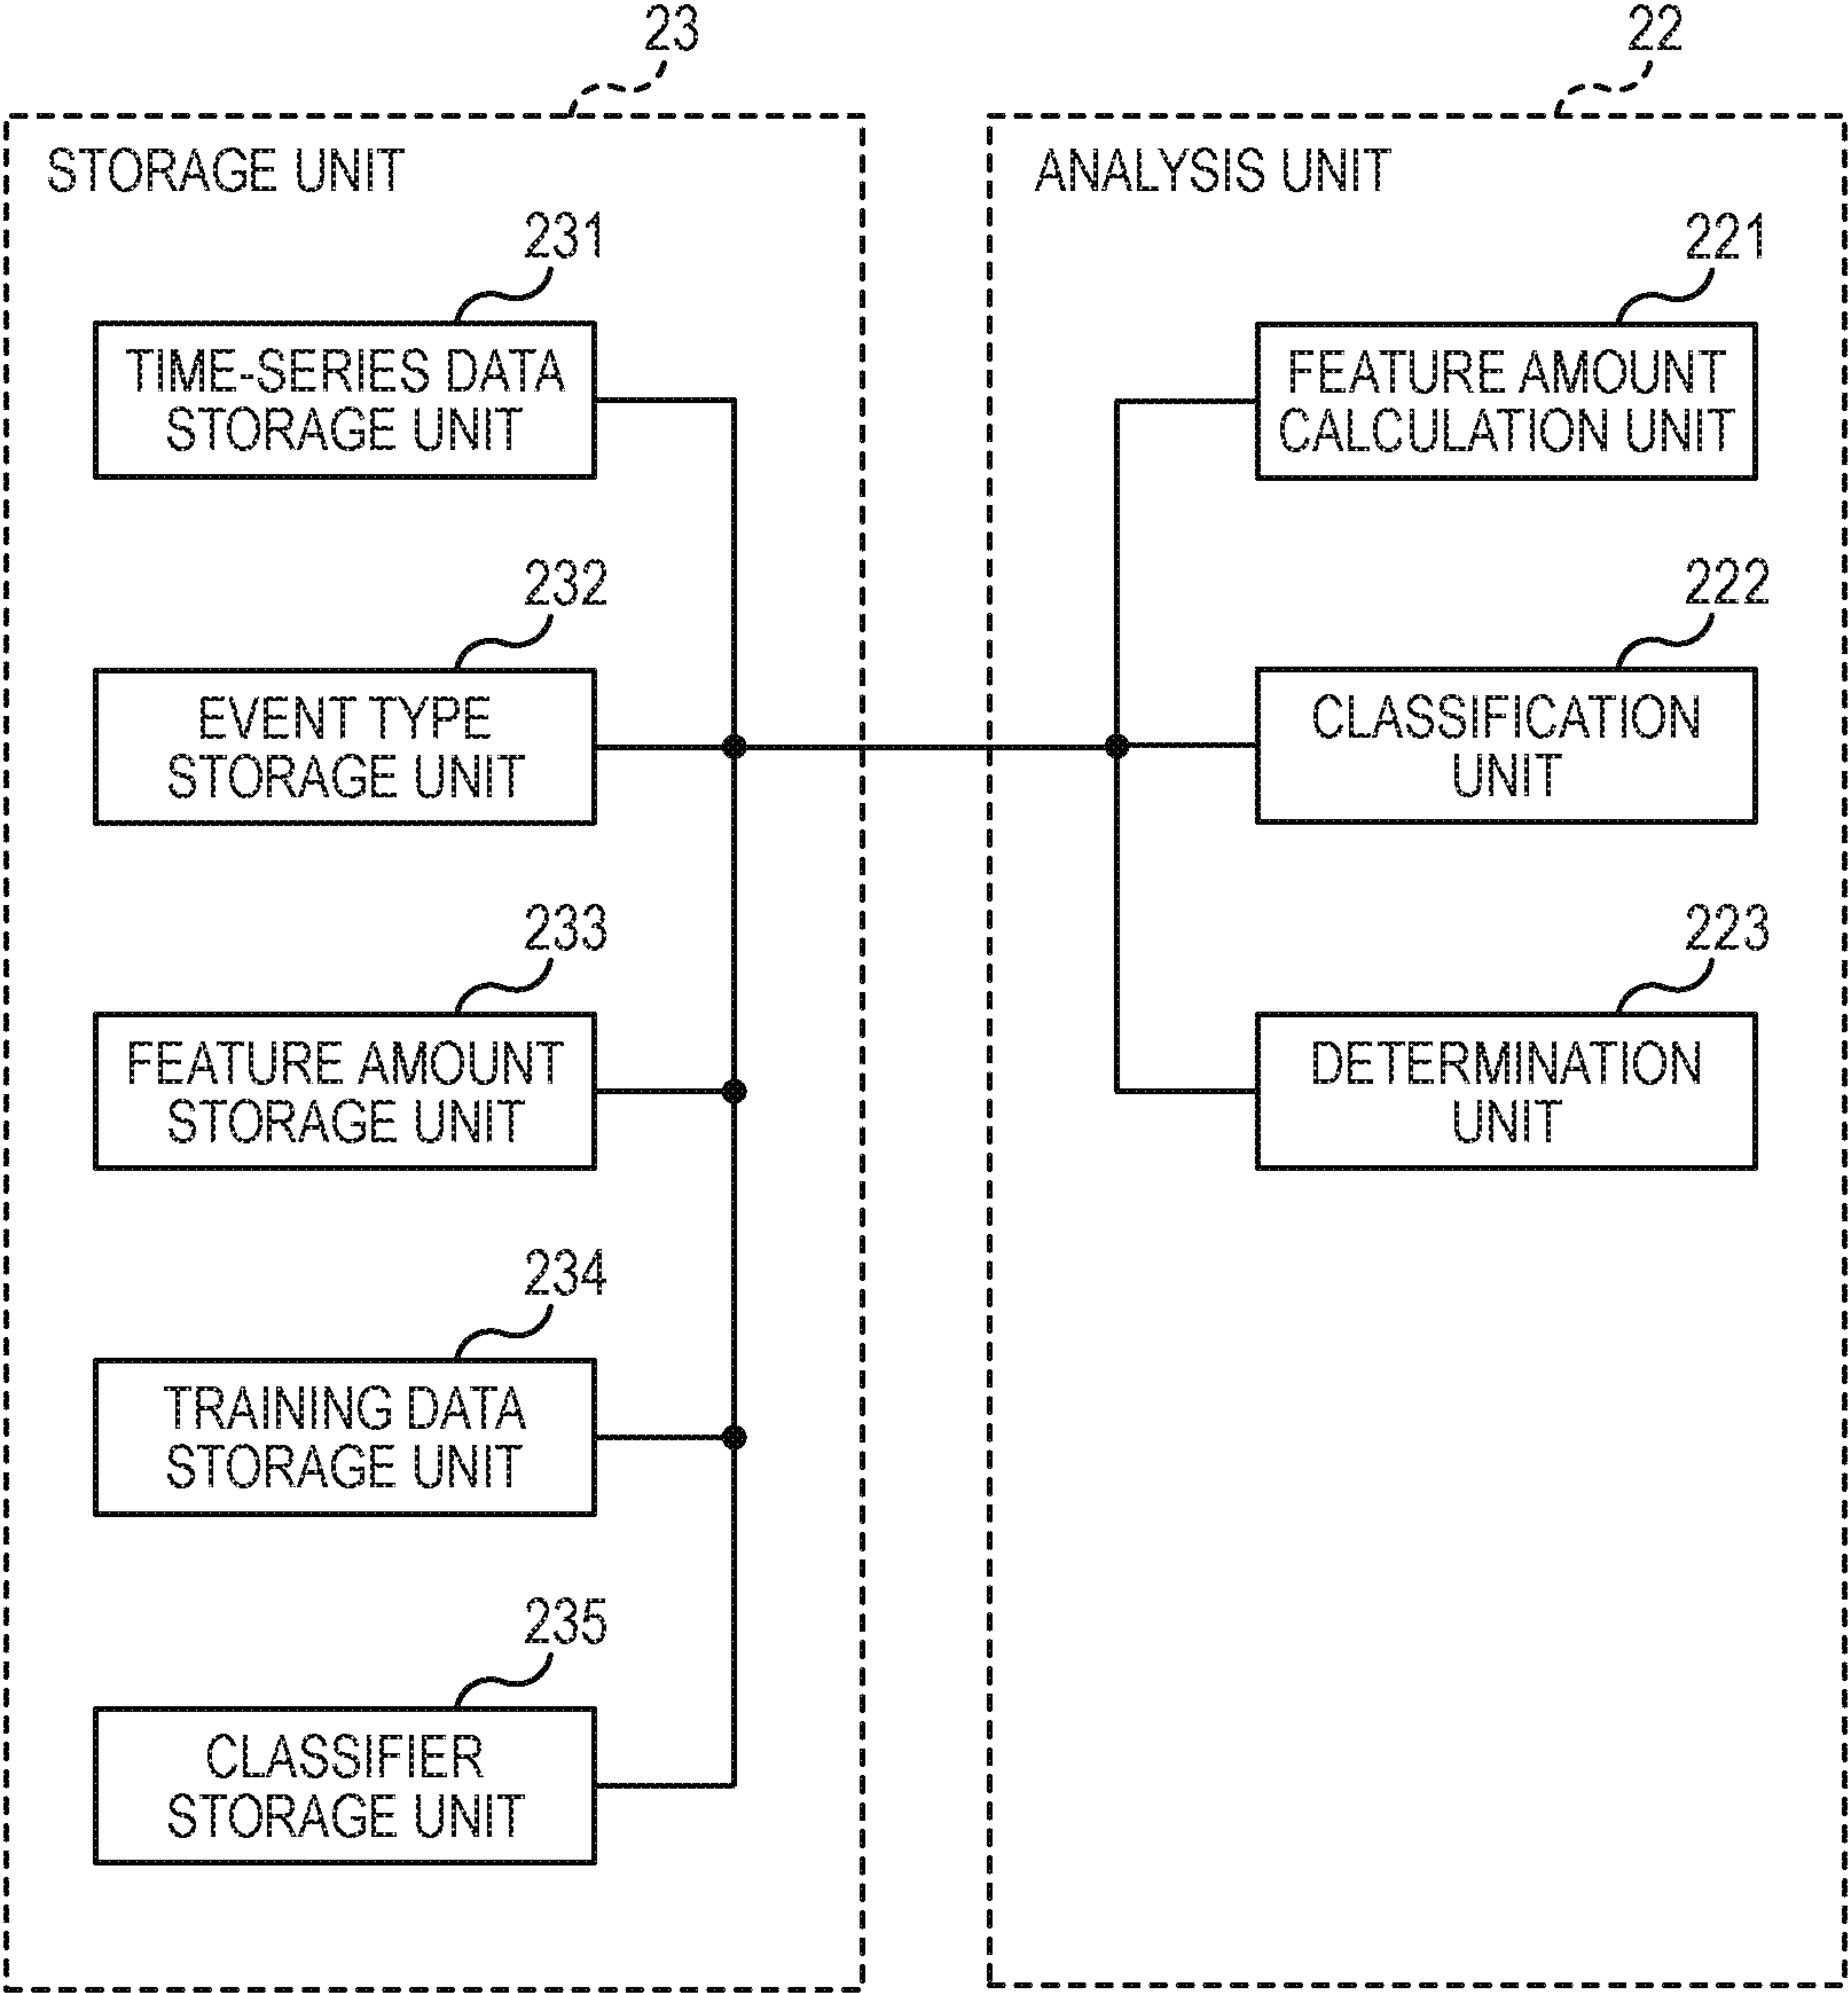 23
STORAGE UNIT
231
TIME-SERIES DATA
STORAGE UNIT
232
EVENT TYPE
STORAGE UNIT
233
FEATURE AMOUNT
STORAGE UNIT
234
TRAINING DATA
STORAGE UNIT
235
CLASSIFIER
STORAGE UNIT
22
ANALYSIS UNIT
221
FEATURE AMOUNT
CALCULATION UNIT
222
CLASSIFICATION
UNIT
223
DETERMINATION
UNIT